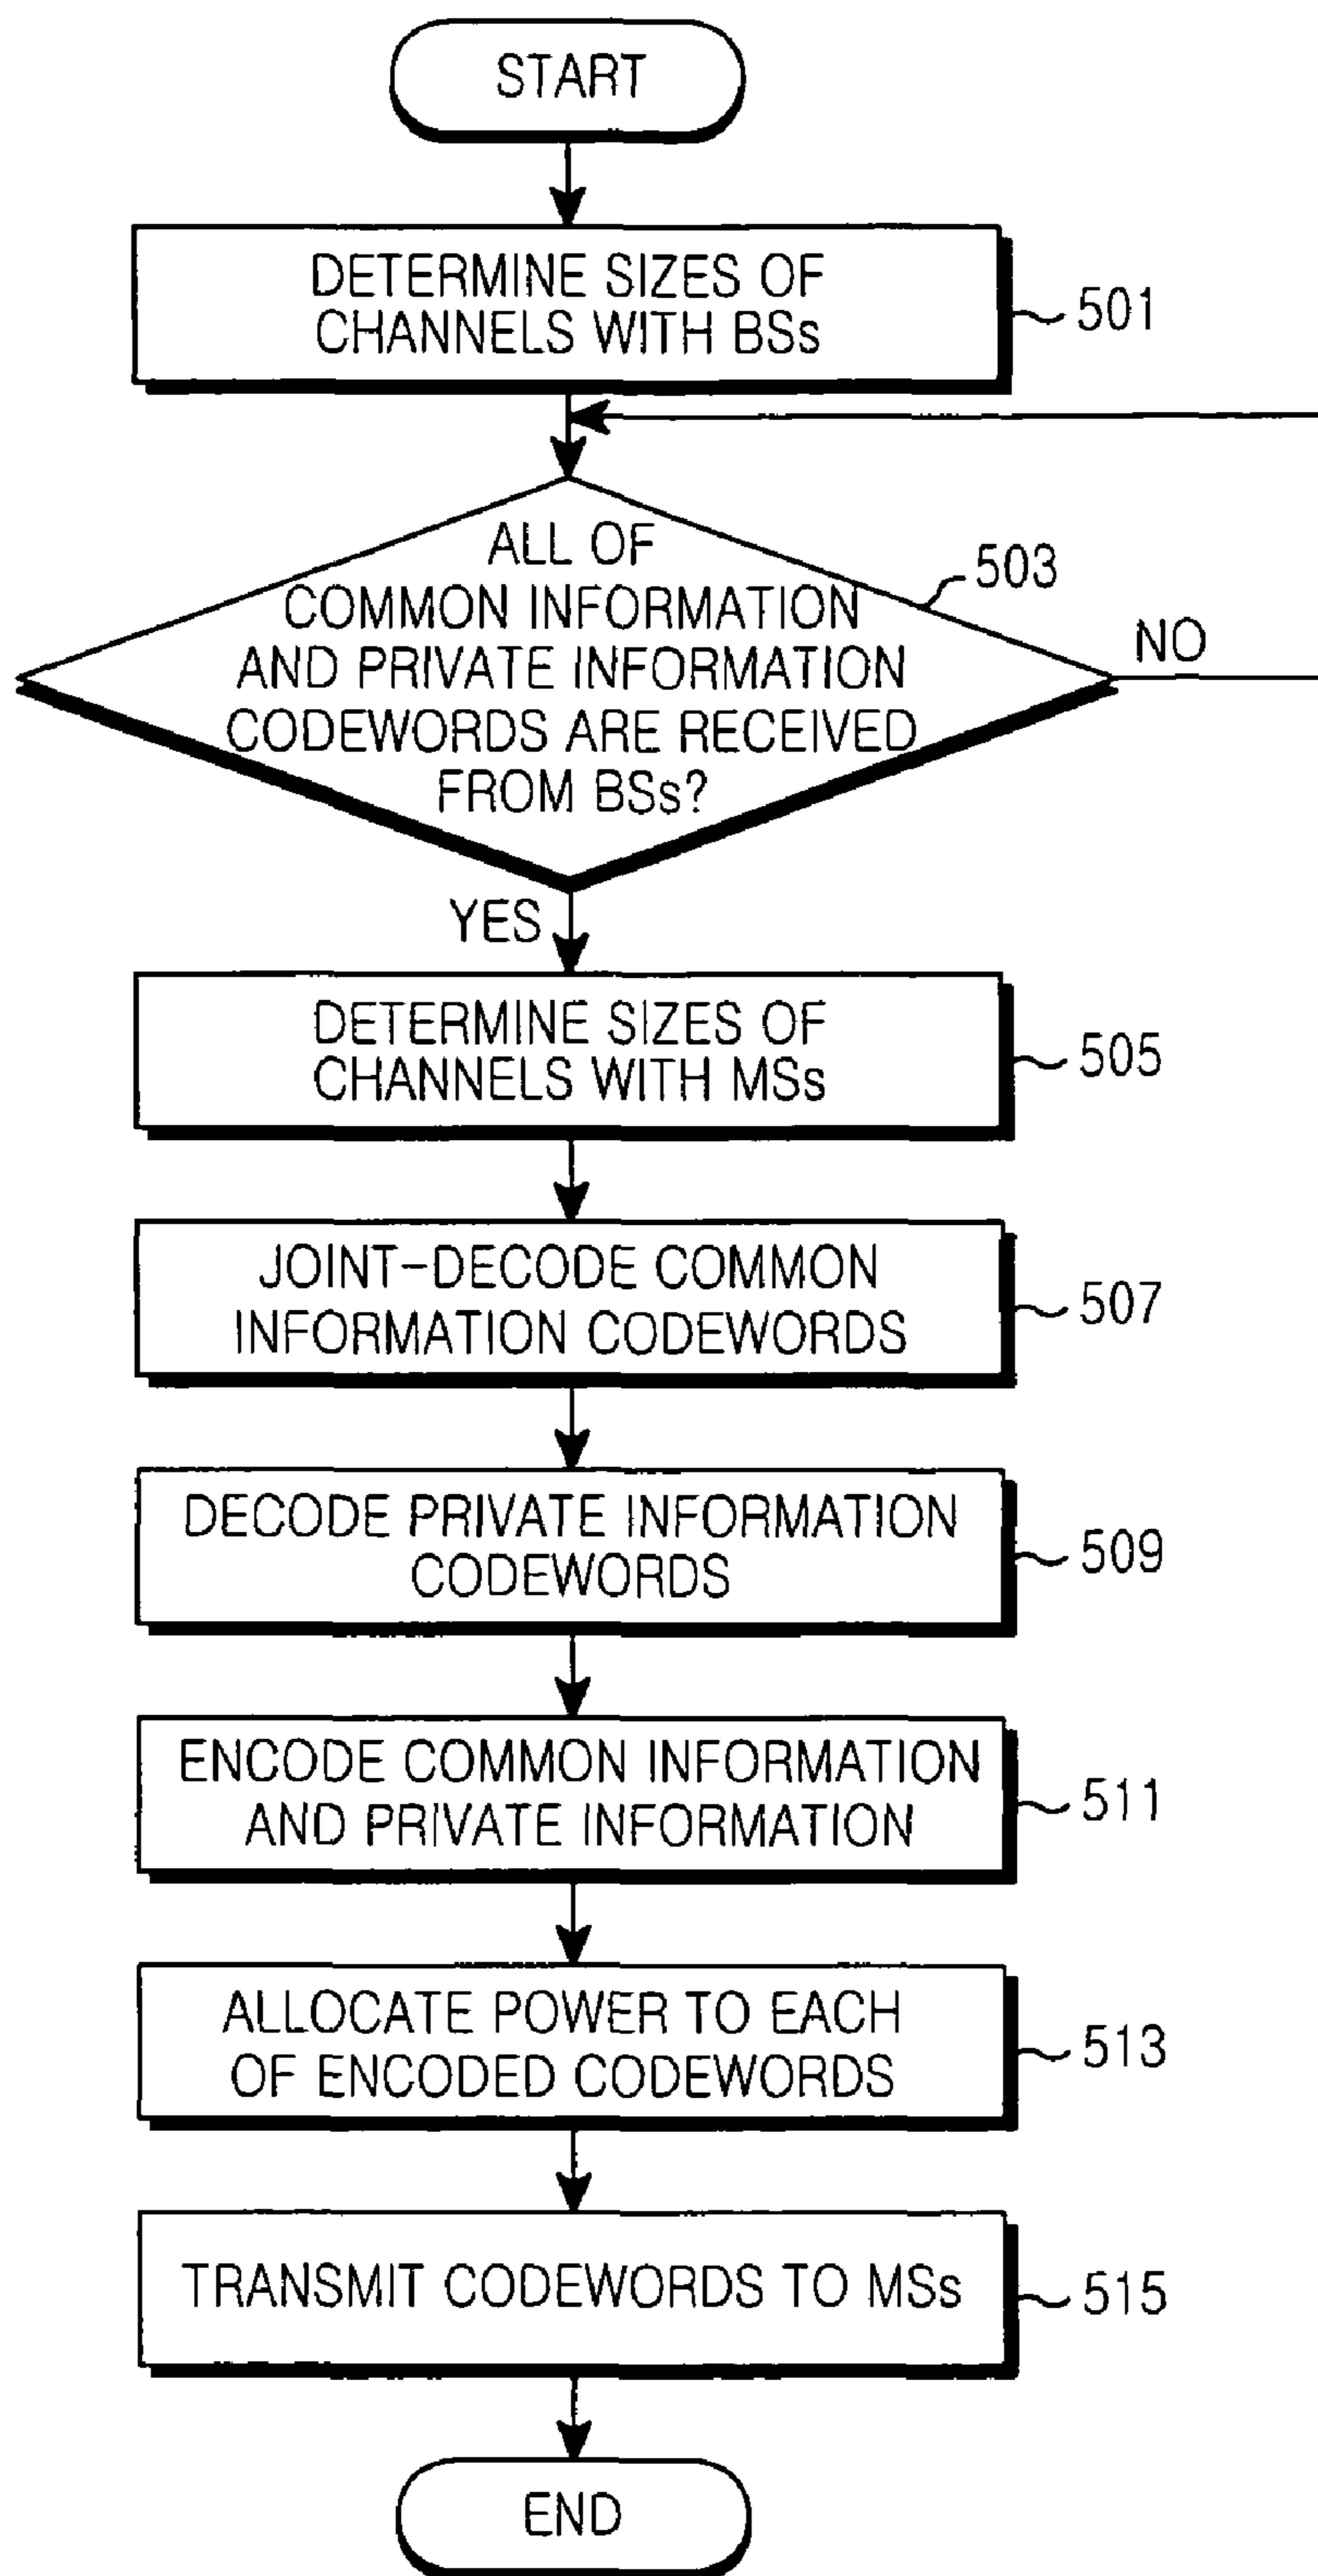 START
DETERMINE SIZES OF
CHANNELS WITH BSs
501
ALL OF
COMMON INFORMATION
AND PRIVATE INFORMATION
CODEWORDS ARE RECEIVED
FROM BSs?
503
NO
YES
DETERMINE SIZES OF
CHANNELS WITH MSs
505
JOINT-DECODE COMMON
INFORMATION CODEWORDS
507
DECODE PRIVATE INFORMATION
CODEWORDS
509
ENCODE COMMON INFORMATION
AND PRIVATE INFORMATION
511
ALLOCATE POWER TO EACH
OF ENCODED CODEWORDS
513
TRANSMIT CODEWORDS TO MSs
515
END